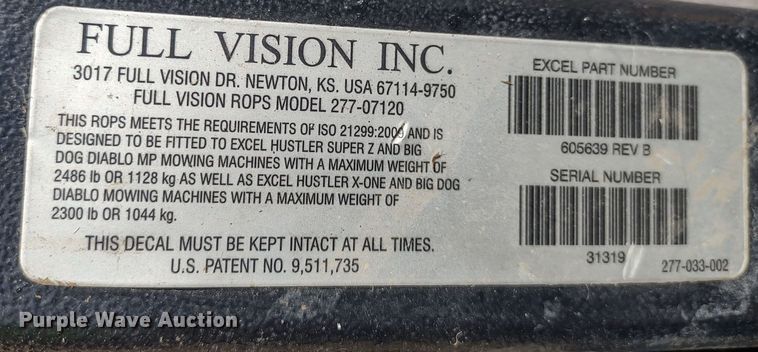 FULL VISION INC.
3017 FULL VISION DR. NEWTON, KS. USA 67114-9750
FULL VISION ROPS MODEL 277-07120
THIS ROPS MEETS THE REQUIREMENTS OF ISO 21299:2009 AND IS
DESIGNED TO BE FITTED TO EXCEL HUSTLER SUPER Z AND BIG
DOG DIABLO MP MOWING MACHINES WITH A MAXIMUM WEIGHT OF
2486 lb OR 1128 kg AS WELL AS EXCEL HUSTLER X-ONE AND BIG DOG
DIABLO MOWING MACHINES WITH A MAXIMUM WEIGHT OF
2300 lb OR 1044 kg.
THIS DECAL MUST BE KEPT INTACT AT ALL TIMES.
U.S. PATENT NO. 9,511,735
EXCEL PART NUMBER
605639 REV B
SERIAL NUMBER
31319
277-033-002
Purple Wave Auction